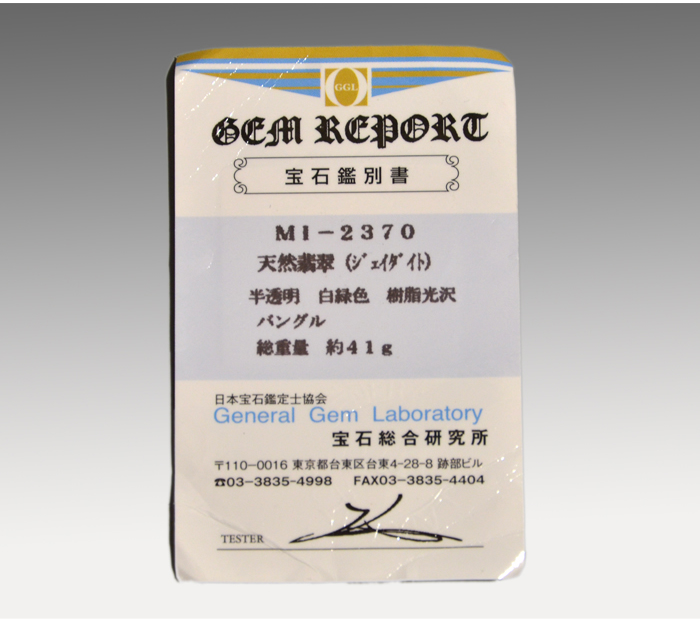 GGL
GEM REPORT
宝石鑑別書
MI-2370
天然翡翠 (ｼﾞｪｲﾀﾞｲﾄ)
半透明 白緑色 樹脂光沢
バングル
総重量 約41g
日本宝石鑑定士協会
General Gem Laboratory
宝石総合研究所
〒110-0016 東京都台東区台東4-28-8 跡部ビル
☎03-3835-4998 FAX03-3835-4404
TESTER